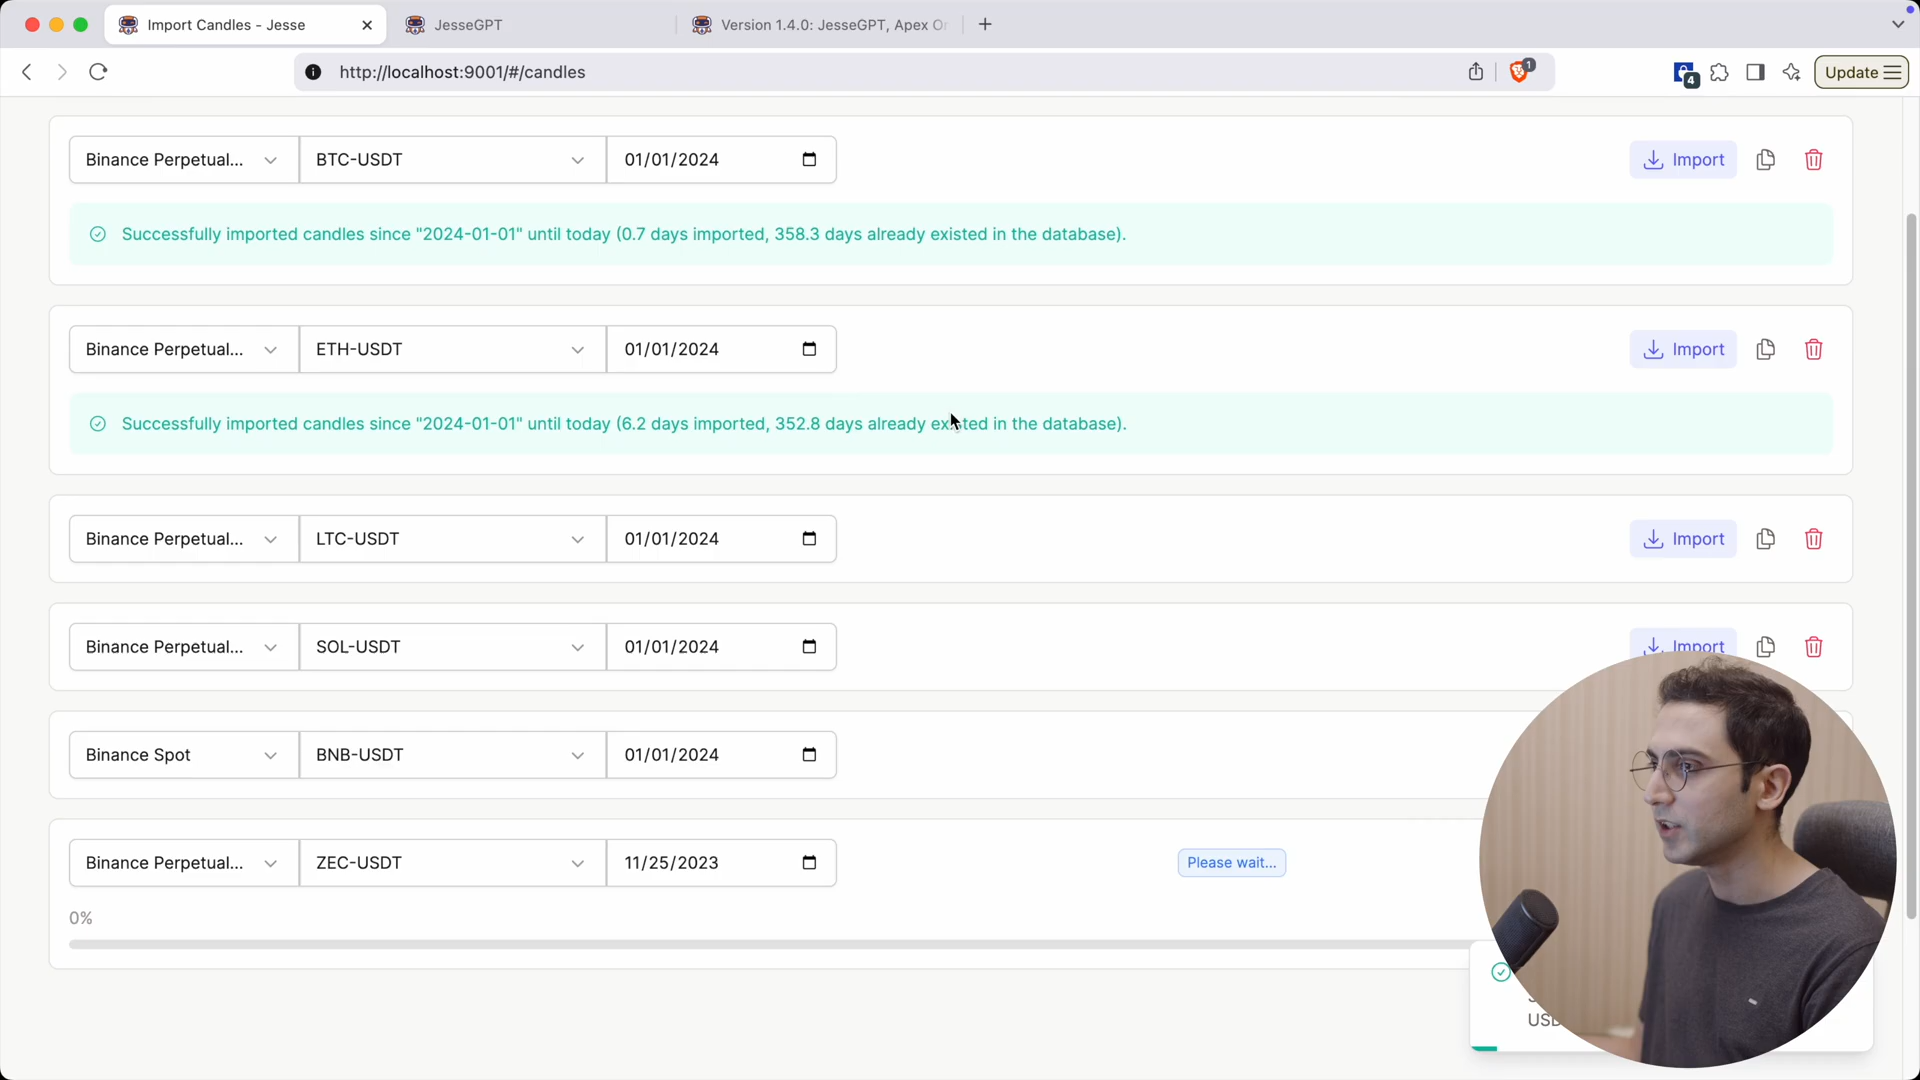 Import Candles - Jesse
JesseGPT
Version 1.4.0: JesseGPT, Apex Or
http://localhost:9001/#/candles
1
4
Update
Binance Perpetual...
BTC-USDT
01/01/2024
Import
Successfully imported candles since "2024-01-01" until today (0.7 days imported, 358.3 days already existed in the database).
Binance Perpetual...
ETH-USDT
01/01/2024
Import
Successfully imported candles since "2024-01-01" until today (6.2 days imported, 352.8 days already existed in the database).
Binance Perpetual...
LTC-USDT
01/01/2024
Import
Binance Perpetual...
SOL-USDT
01/01/2024
Import
Binance Spot
BNB-USDT
01/01/2024
Binance Perpetual...
ZEC-USDT
11/25/2023
Please wait...
0%